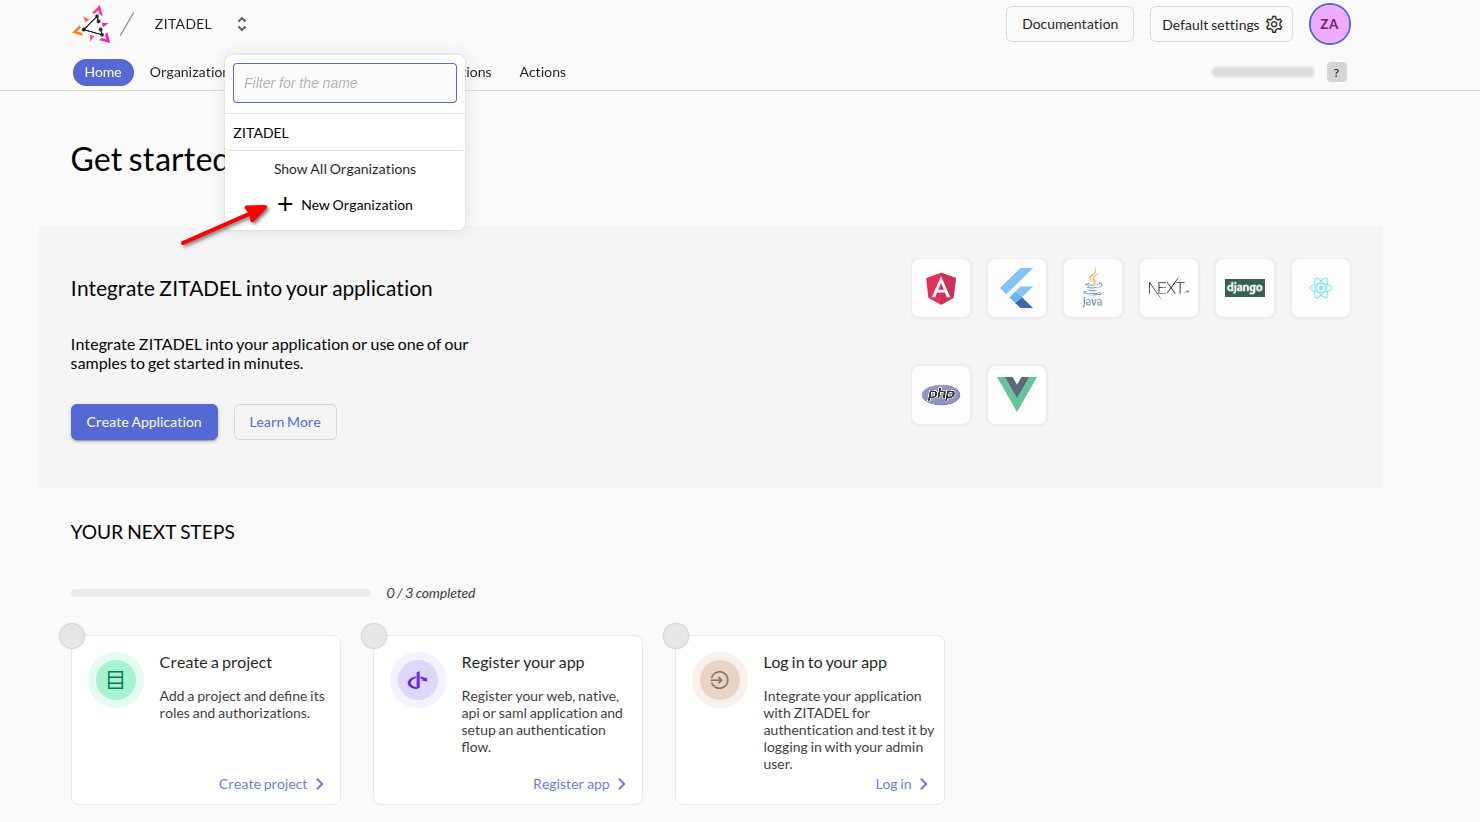 ZITADEL
Documentation
Default settings
ZA
Home
Organization
Actions
?
Filter for the name
ZITADEL
Show All Organizations
New Organization
Get started
Integrate ZITADEL into your application
Integrate ZITADEL into your application or use one of our
samples to get started in minutes.
Create Application
Learn More
Java
NEXT.JS
django
php
YOUR NEXT STEPS
0 / 3 completed
Create a project
Add a project and define its
roles and authorizations.
Create project
Register your app
Register your web, native,
api or saml application and
setup an authentication
flow.
Register app
Log in to your app
Integrate your application
with ZITADEL for
authentication and test it by
logging in with your admin
user.
Log in